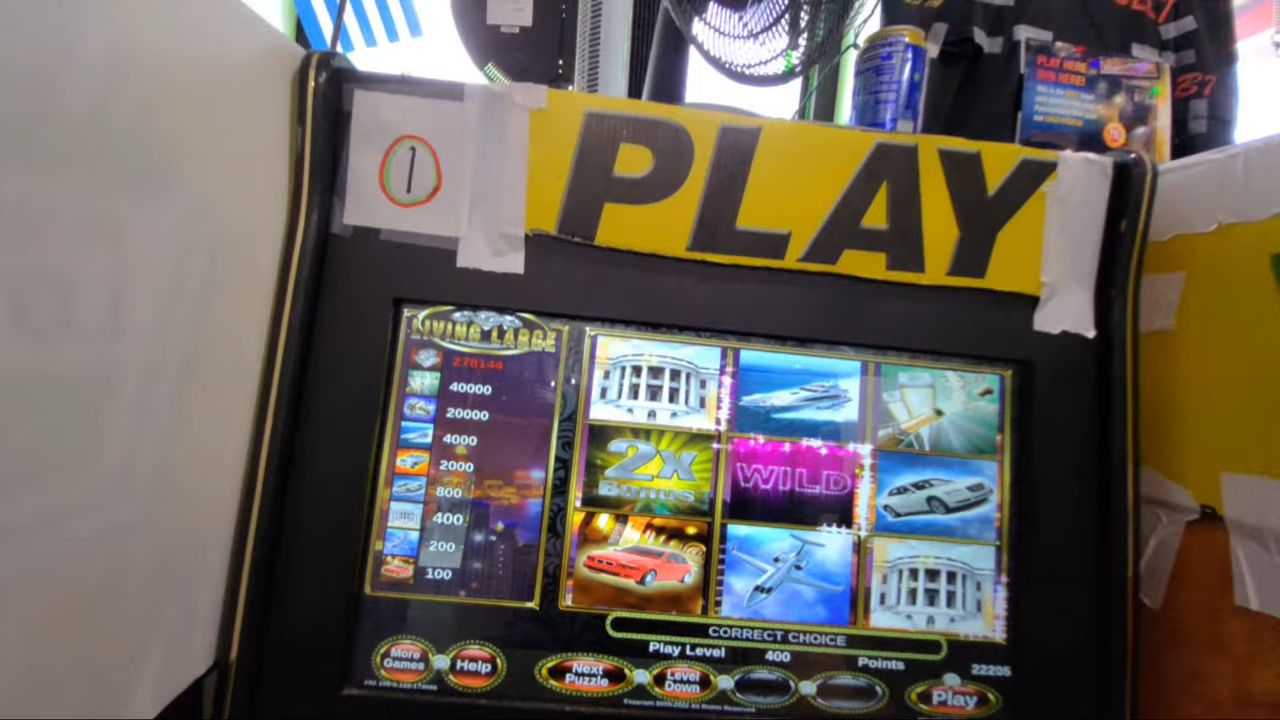 PLAY HERE
WIN HERE!
B7
1
PLAY
LIVING LARGE
278144
40000
20000
4000
2000
800
400
200
100
2x
Bonus
WILD
CORRECT CHOICE
Play Level 400 Points 22205
More
Games
Help
Next
Puzzle
Level
Down
Play